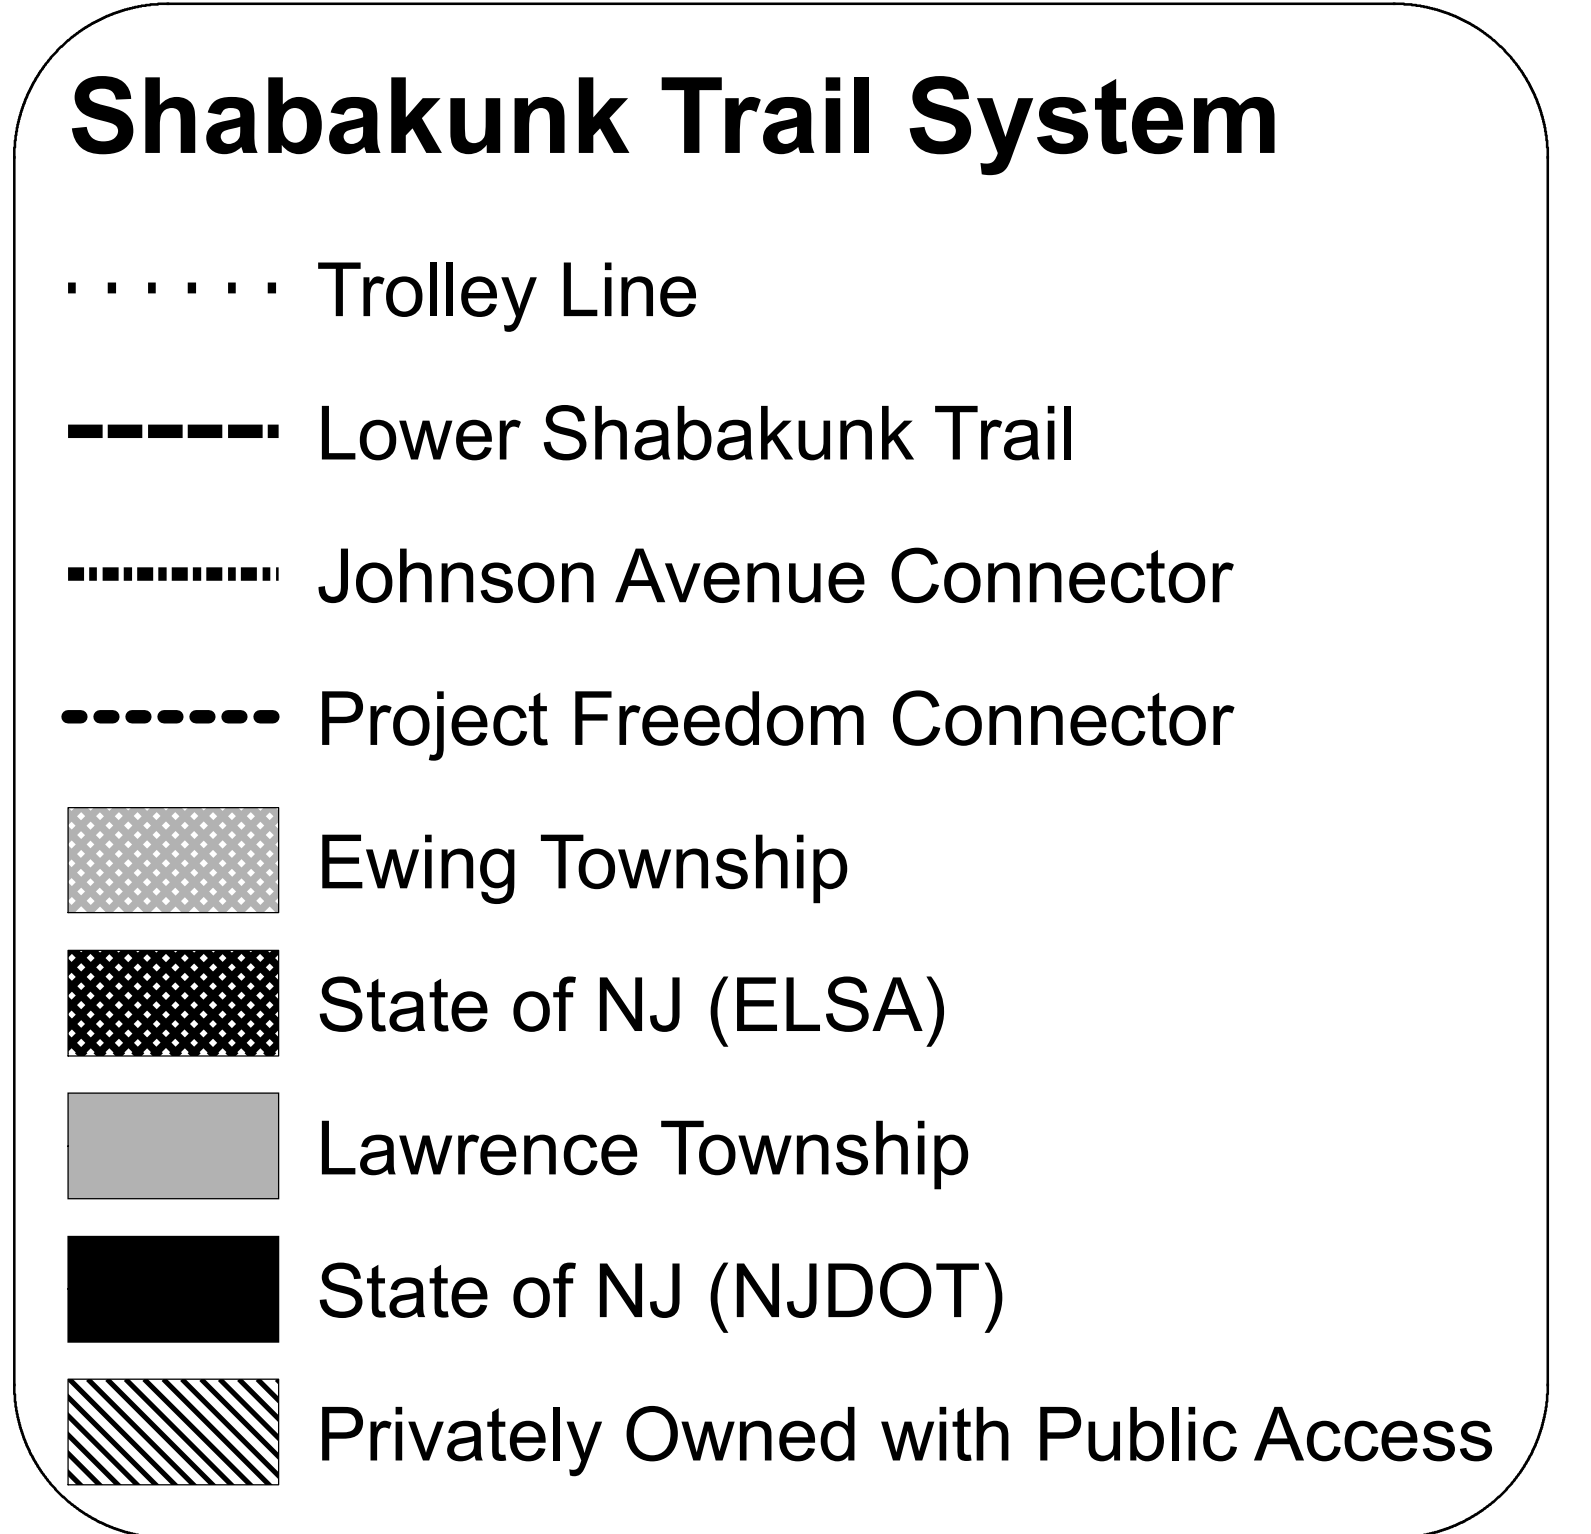 Shabakunk Trail System
Trolley Line
Lower Shabakunk Trail
Johnson Avenue Connector
Project Freedom Connector
Ewing Township
State of NJ (ELSA)
Lawrence Township
State of NJ (NJDOT)
Privately Owned with Public Access